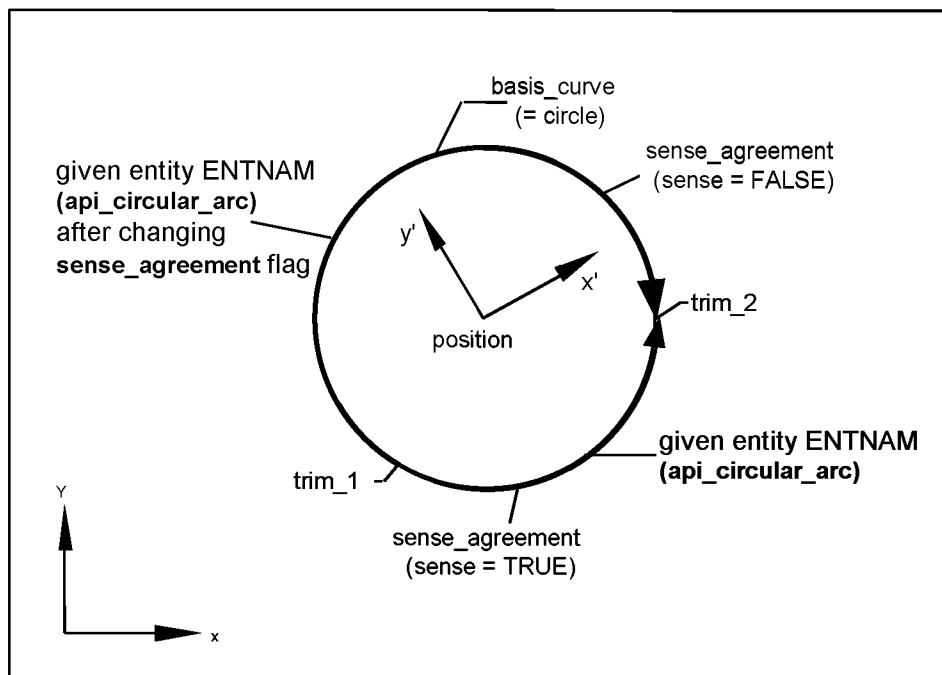 basis_curve
(= circle)
sense_agreement
(sense = FALSE)
given entity ENTNAM
(api_circular_arc)
after changing
sense_agreement flag
y'
x'
position
trim_2
given entity ENTNAM
(api_circular_arc)
trim_1
sense_agreement
(sense = TRUE)
Y
x